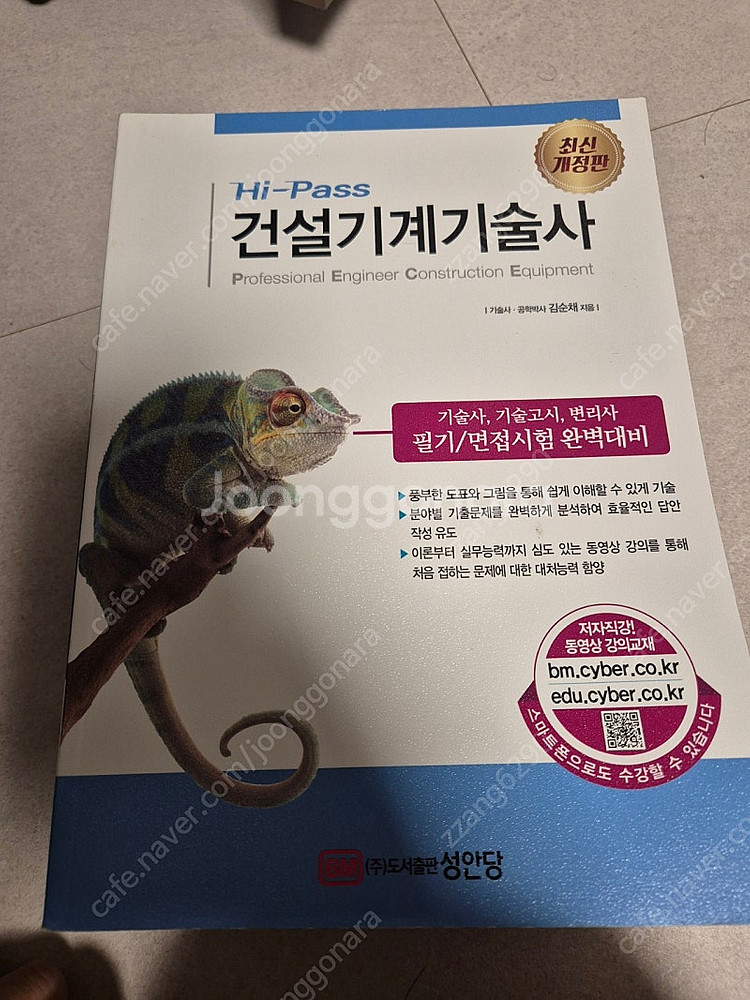 최신
개정판
Hi-Pass
건설기계기술사
Professional Engineer Construction Equipment
| 기술사 · 공학박사 김순채 지음 |
기술사, 기술고시, 변리사
필기/면접시험 완벽대비
▶ 풍부한 도표와 그림을 통해 쉽게 이해할 수 있게 기술
▶ 분야별 기출문제를 완벽하게 분석하여 효율적인 답안
작성 유도
▶ 이론부터 실무능력까지 심도 있는 동영상 강의를 통해
처음 접하는 문제에 대한 대처능력 함양
저자직강!
동영상 강의교재
bm.cyber.co.kr
edu.cyber.co.kr
스마트폰으로도 수강할 수 있습니다
BM (주)도서출판 성안당
cafe.naver.com/joonggonara